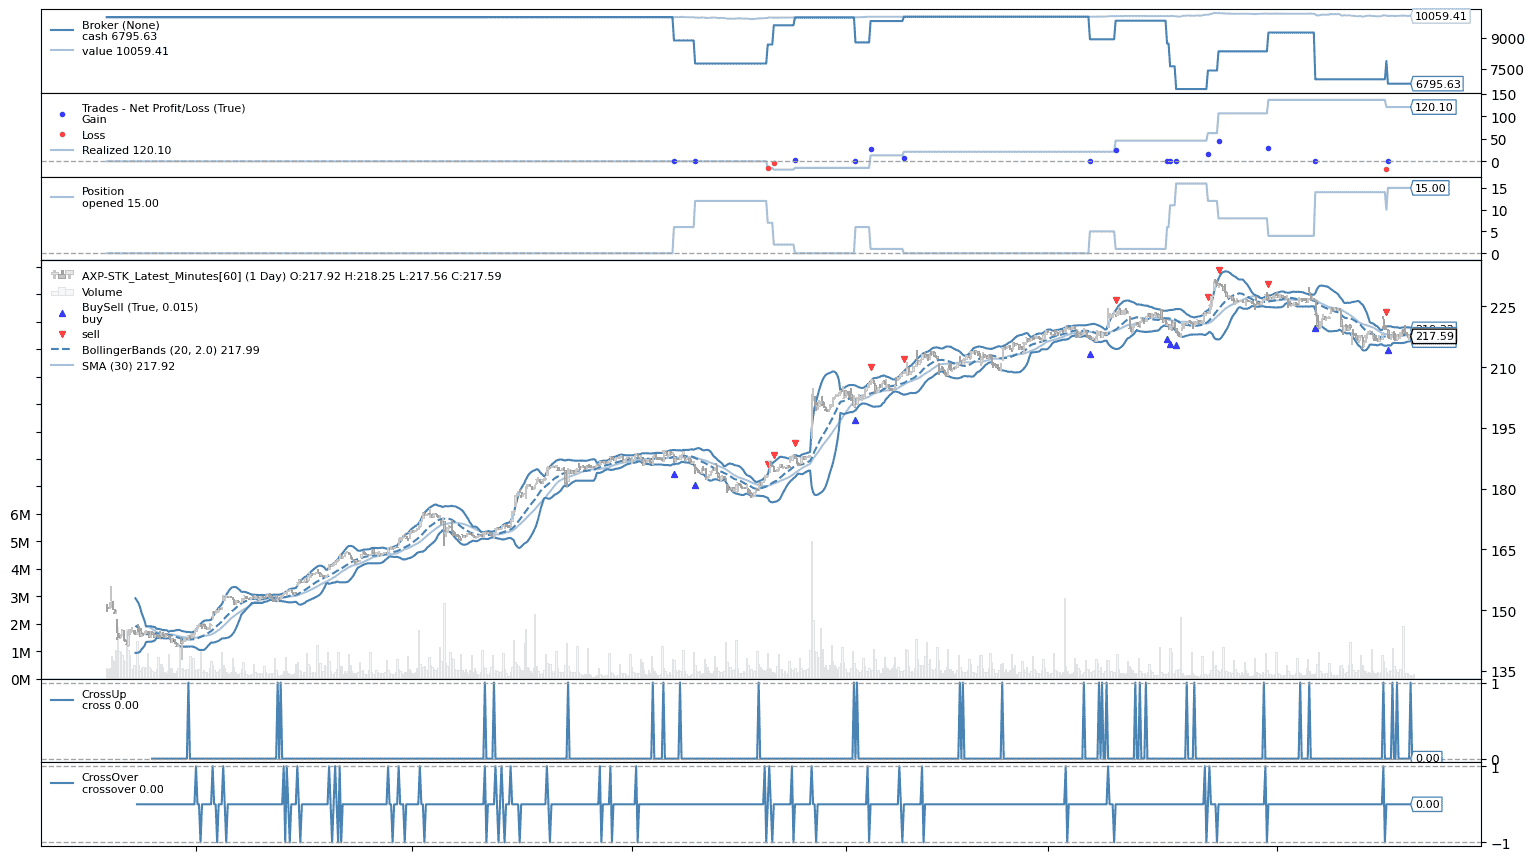 Broker (None)
cash 6795.63
value 10059.41
10059.41
9000
7500
6795.63
Trades - Net Profit/Loss (True)
Gain
Loss
Realized 120.10
150
120.10
100
50
0
Position
opened 15.00
15.00
15
10
5
0
AXP-STK_Latest_Minutes[60] (1 Day) O:217.92 H:218.25 L:217.56 C:217.59
Volume
BuySell (True, 0.015)
buy
sell
BollingerBands (20, 2.0) 217.99
SMA (30) 217.92
225
217.59
210
195
180
165
150
135
6M
5M
4M
3M
2M
1M
0M
CrossUp
cross 0.00
1
0
0.00
CrossOver
crossover 0.00
1
0.00
−1